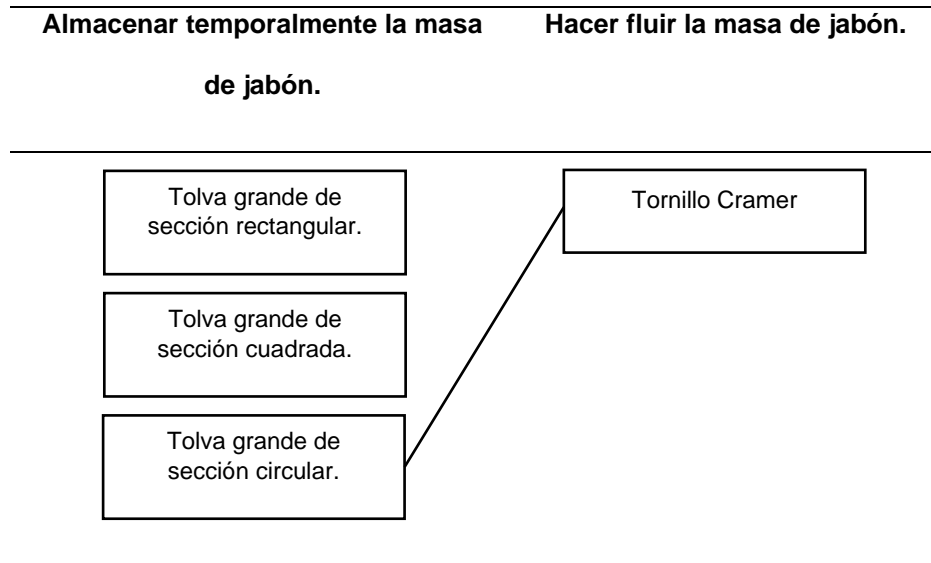 Almacenar temporalmente la masa
de jabón.
Hacer fluir la masa de jabón.
Tolva grande de
sección rectangular.
Tornillo Cramer
Tolva grande de
sección cuadrada.
Tolva grande de
sección circular.